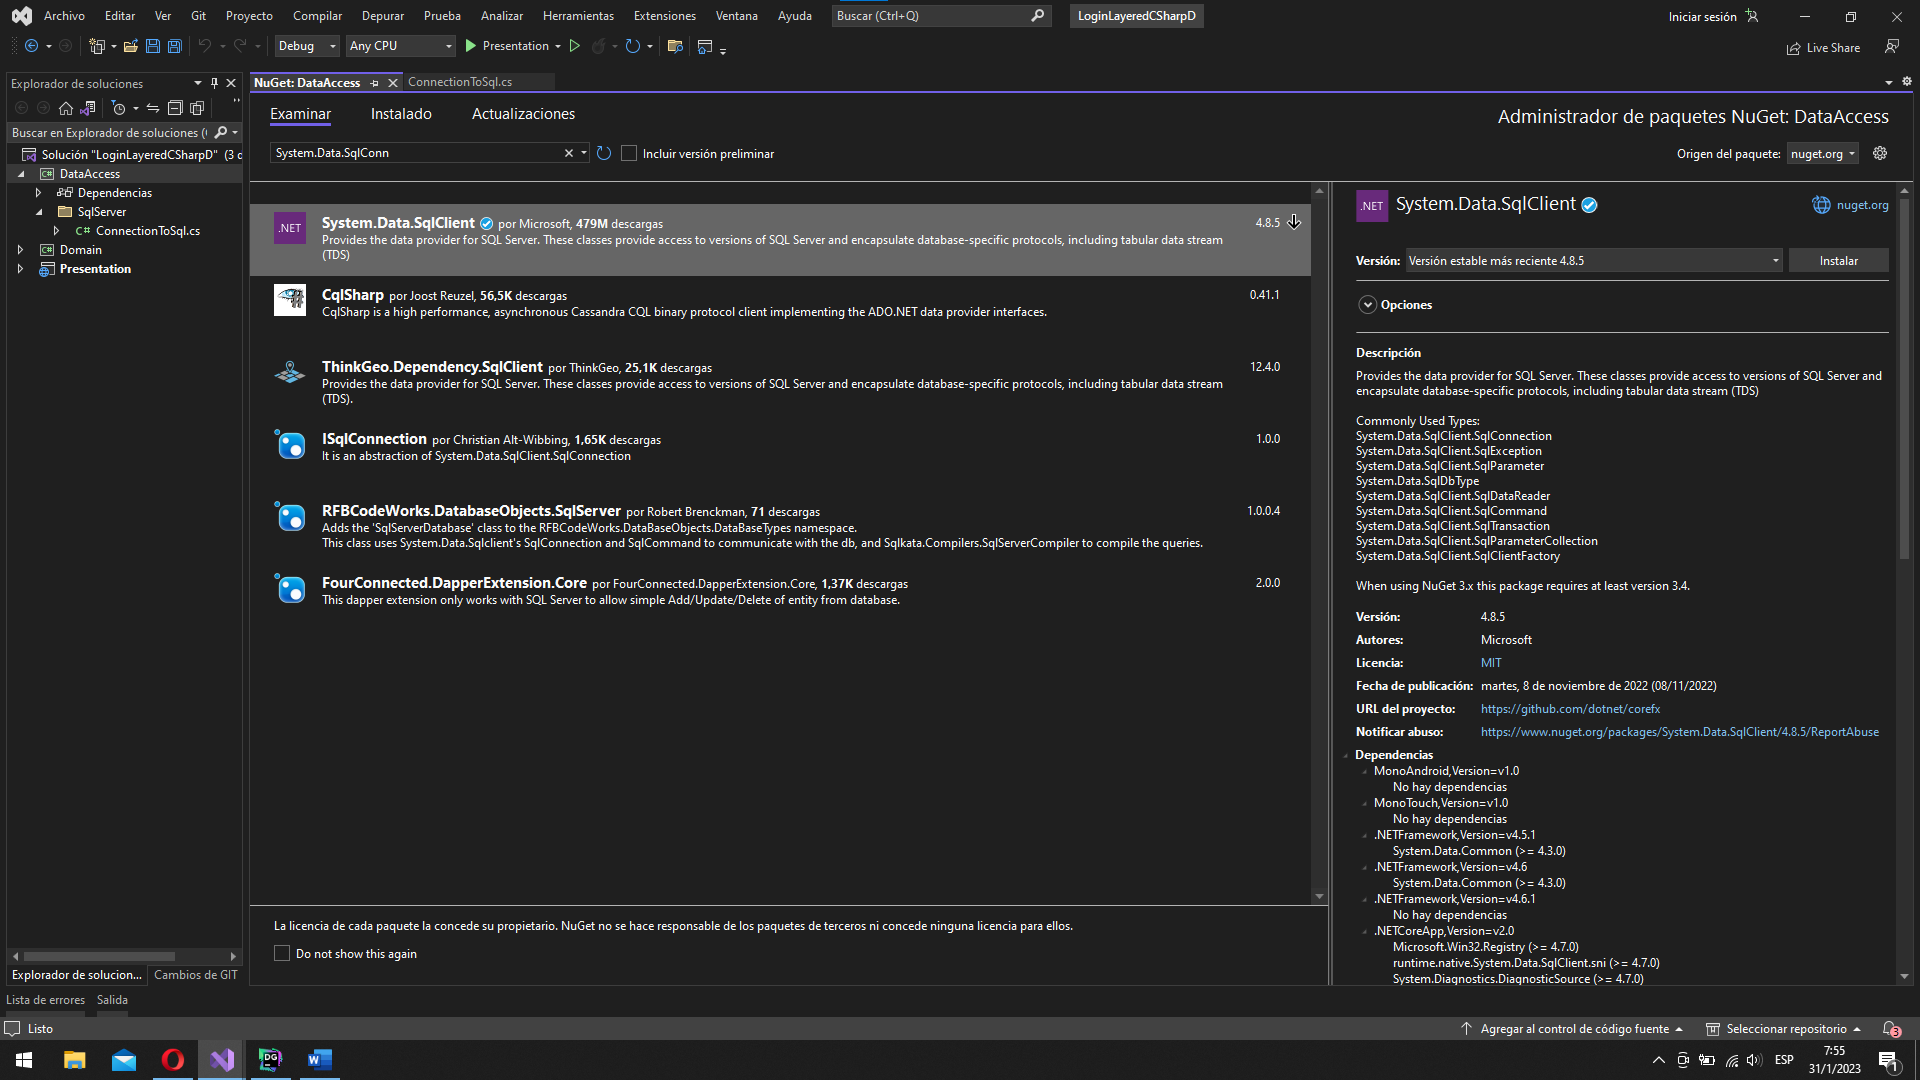 Archivo Editar Ver Git Proyecto Compilar Depurar Prueba Analizar Herramientas Extensiones Ventana Ayuda Buscar (Ctrl+Q) LoginLayeredCSharpD Iniciar sesión
Debug Any CPU Presentation Live Share
Explorador de soluciones
Buscar en Explorador de soluciones (
Solución "LoginLayeredCSharpD" (3 d
DataAccess
Dependencias
SqlServer
C# ConnectionToSql.cs
Domain
Presentation
Explorador de solucion... Cambios de GIT
NuGet: DataAccess ConnectionToSql.cs
Examinar Instalado Actualizaciones
Administrador de paquetes NuGet: DataAccess
System.Data.SqlConn Incluir versión preliminar
Origen del paquete: nuget.org
.NET System.Data.SqlClient por Microsoft, 479M descargas 4.8.5
Provides the data provider for SQL Server. These classes provide access to versions of SQL Server and encapsulate database-specific protocols, including tabular data stream
(TDS)
CqlSharp por Joost Reuzel, 56,5K descargas 0.41.1
CqlSharp is a high performance, asynchronous Cassandra CQL binary protocol client implementing the ADO.NET data provider interfaces.
ThinkGeo.Dependency.SqlClient por ThinkGeo, 25,1K descargas 12.4.0
Provides the data provider for SQL Server. These classes provide access to versions of SQL Server and encapsulate database-specific protocols, including tabular data stream
(TDS).
ISqlConnection por Christian Alt-Wibbing, 1,65K descargas 1.0.0
It is an abstraction of System.Data.SqlClient.SqlConnection
RFBCodeWorks.DatabaseObjects.SqlServer por Robert Brenckman, 71 descargas 1.0.0.4
Adds the 'SqlServerDatabase' class to the RFBCodeWorks.DataBaseObjects.DataBaseTypes namespace.
This class uses System.Data.Sqlclient's SqlConnection and SqlCommand to communicate with the db, and Sqlkata.Compilers.SqlServerCompiler to compile the queries.
FourConnected.DapperExtension.Core por FourConnected.DapperExtension.Core, 1,37K descargas 2.0.0
This dapper extension only works with SQL Server to allow simple Add/Update/Delete of entity from database.
La licencia de cada paquete la concede su propietario. NuGet no se hace responsable de los paquetes de terceros ni concede ninguna licencia para ellos.
Do not show this again
.NET System.Data.SqlClient nuget.org
Versión: Versión estable más reciente 4.8.5 Instalar
Opciones
Descripción
Provides the data provider for SQL Server. These classes provide access to versions of SQL Server and
encapsulate database-specific protocols, including tabular data stream (TDS)
Commonly Used Types:
System.Data.SqlClient.SqlConnection
System.Data.SqlClient.SqlException
System.Data.SqlClient.SqlParameter
System.Data.SqlDbType
System.Data.SqlClient.SqlDataReader
System.Data.SqlClient.SqlCommand
System.Data.SqlClient.SqlTransaction
System.Data.SqlClient.SqlParameterCollection
System.Data.SqlClient.SqlClientFactory
When using NuGet 3.x this package requires at least version 3.4.
Versión: 4.8.5
Autores: Microsoft
Licencia: MIT
Fecha de publicación: martes, 8 de noviembre de 2022 (08/11/2022)
URL del proyecto: https://github.com/dotnet/corefx
Notificar abuso: https://www.nuget.org/packages/System.Data.SqlClient/4.8.5/ReportAbuse
Dependencias
MonoAndroid,Version=v1.0
No hay dependencias
MonoTouch,Version=v1.0
No hay dependencias
.NETFramework,Version=v4.5.1
System.Data.Common (>= 4.3.0)
.NETFramework,Version=v4.6
System.Data.Common (>= 4.3.0)
.NETFramework,Version=v4.6.1
No hay dependencias
.NETCoreApp,Version=v2.0
Microsoft.Win32.Registry (>= 4.7.0)
runtime.native.System.Data.SqlClient.sni (>= 4.7.0)
System.Diagnostics.DiagnosticSource (>= 4.7.0)
Lista de errores Salida
Listo Agregar al control de código fuente Seleccionar repositorio 3
DG ESP 7:55
31/1/2023 1